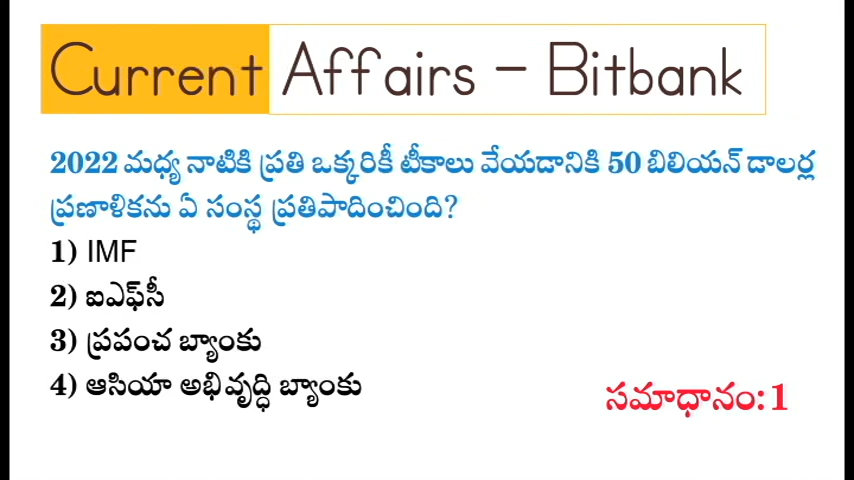 Current Affairs – Bitbank
2022 మధ్య నాటికి ప్రతి ఒక్కరికీ టీకాలు వేయడానికి 50 బిలియన్ డాలర్ల
ప్రణాళికను ఏ సంస్థ ప్రతిపాదించింది?
1) IMF
2) ఐఎఫ్‌సీ
3) ప్రపంచ బ్యాంకు
4) ఆసియా అభివృద్ధి బ్యాంకు
సమాధానం:1